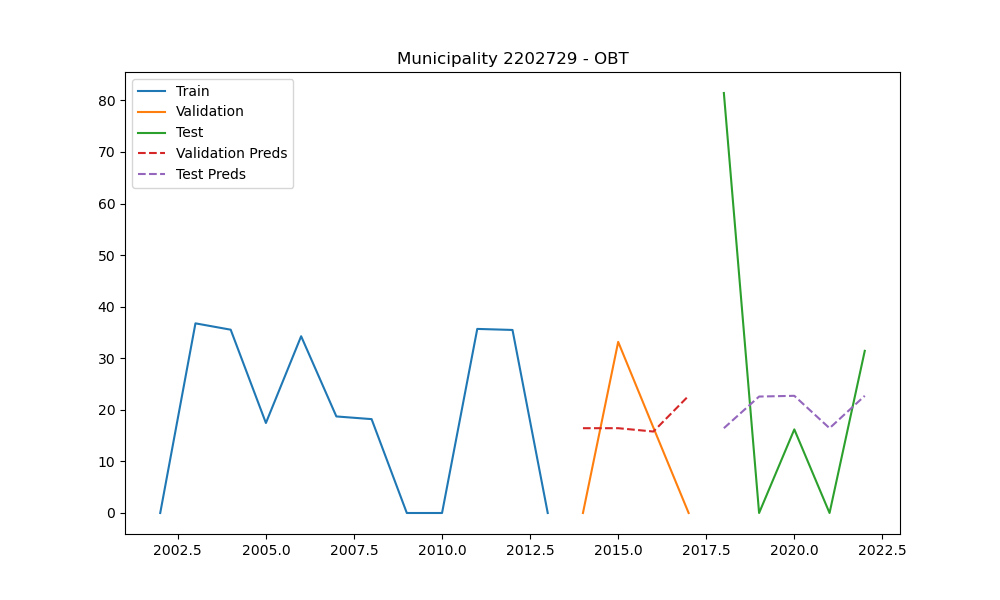 Municipality 2202729 - OBT
Train
Validation
Test
Validation Preds
Test Preds
80
70
60
50
40
30
20
10
0
2002.5 2005.0 2007.5 2010.0 2012.5 2015.0 2017.5 2020.0 2022.5